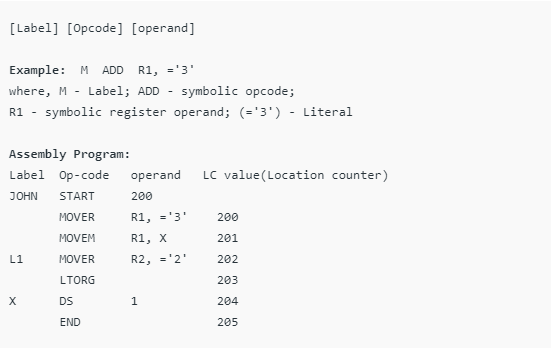 [Label] [Opcode] [operand]
Example: M ADD R1, ='3'
where, M - Label; ADD - symbolic opcode;
R1 - symbolic register operand; (='3') - Literal
Assembly Program:
Label Op-code operand LC value(Location counter)
JOHN START 200
MOVER R1, ='3' 200
MOVEM R1, X 201
L1 MOVER R2, ='2' 202
LTORG 203
X DS 1 204
END 205